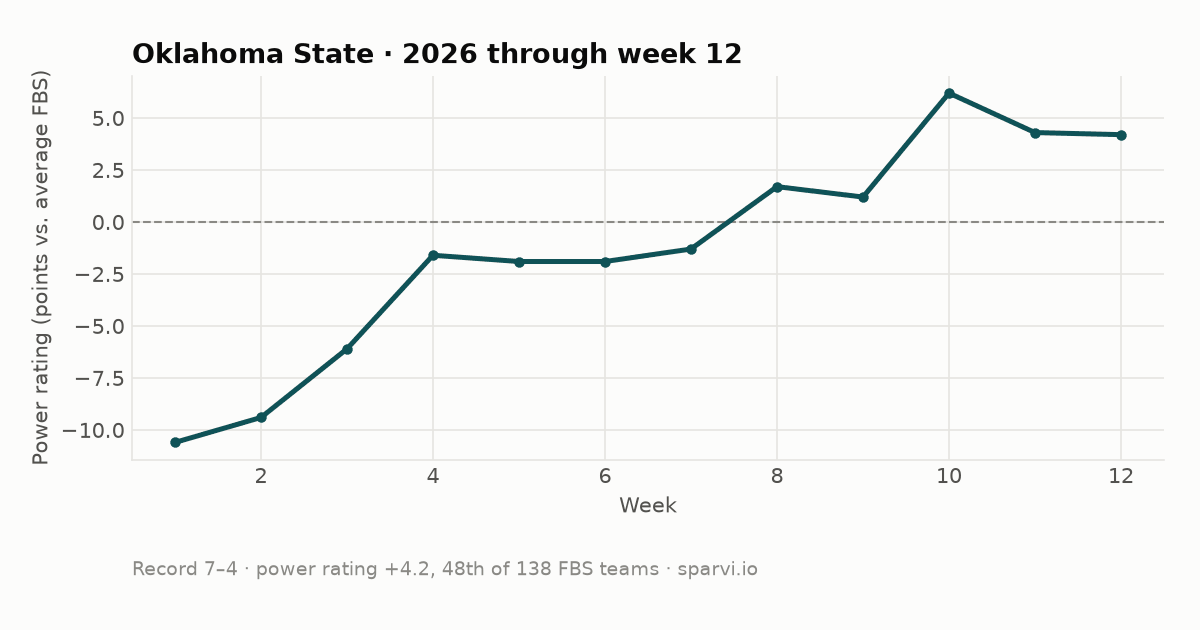 Oklahoma State · 2026 through week 12
Power rating (points vs. average FBS)
5.0
2.5
0.0
−2.5
−5.0
−7.5
−10.0
2 4 6 8 10 12
Week
Record 7–4 · power rating +4.2, 48th of 138 FBS teams · sparvi.io